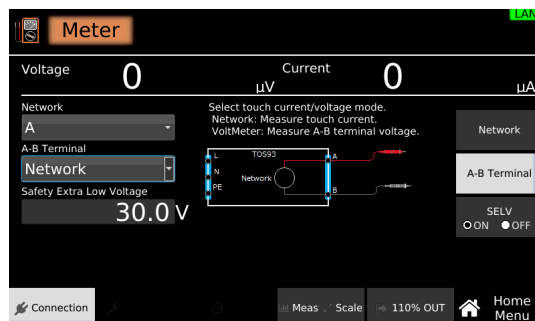 LAN
Meter
Voltage 0 µV Current 0 µA
Network
A
A-B Terminal
Network
Safety Extra Low Voltage
30.0 V
Select touch current/voltage mode.
Network: Measure touch current.
VoltMeter: Measure A-B terminal voltage.
TOS93
L
N
PE
Network
A
B
Network
A-B Terminal
SELV
ON OFF
Connection
Meas
Scale
110% OUT
Home
Menu